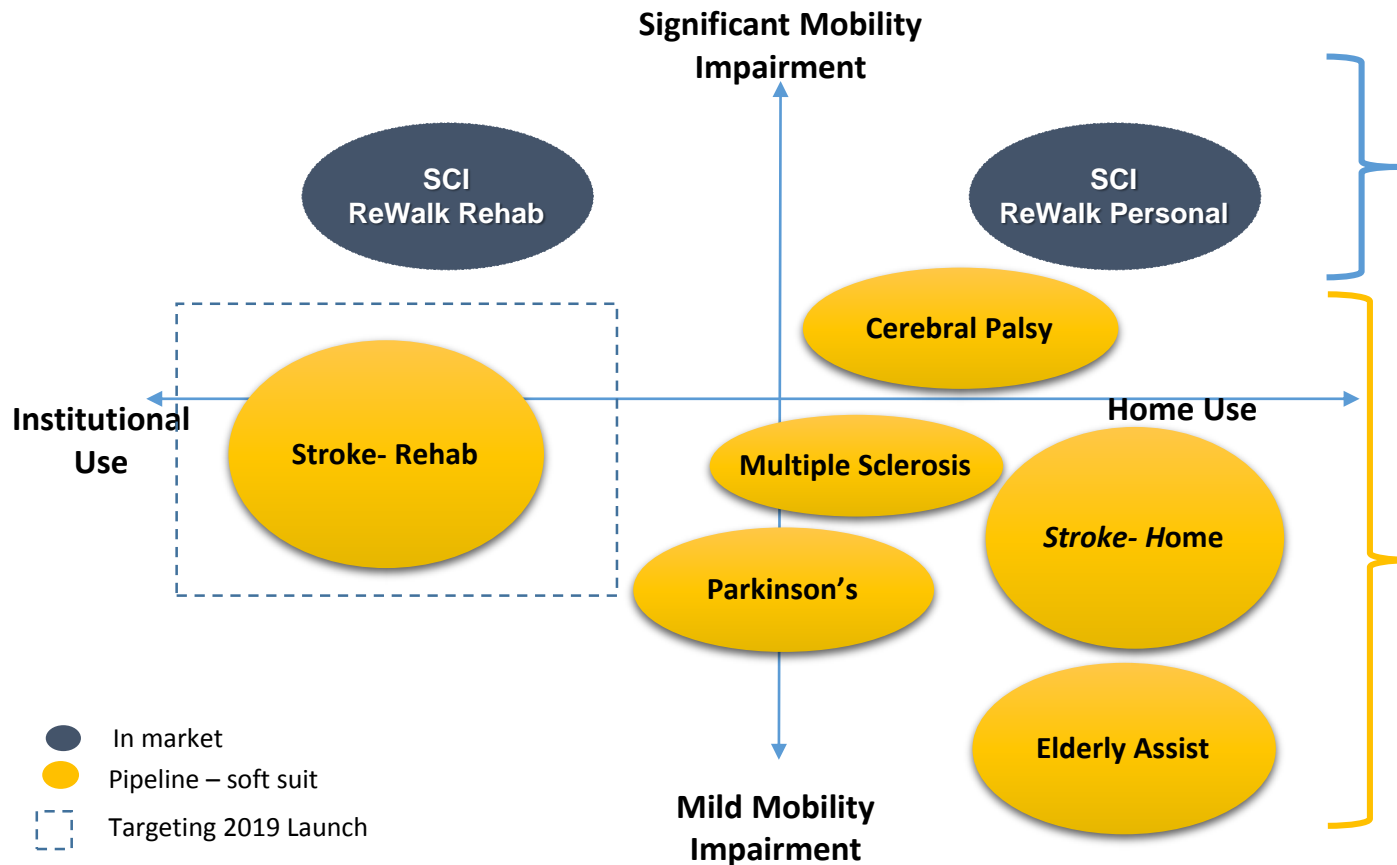 Significant Mobility
Impairment
SCI
ReWalk Rehab
SCI
ReWalk Personal
Cerebral Palsy
Institutional
Use
Home Use
Stroke- Rehab
Multiple Sclerosis
Stroke- Home
Parkinson's
Elderly Assist
In market
Pipeline – soft suit
Targeting 2019 Launch
Mild Mobility
Impairment